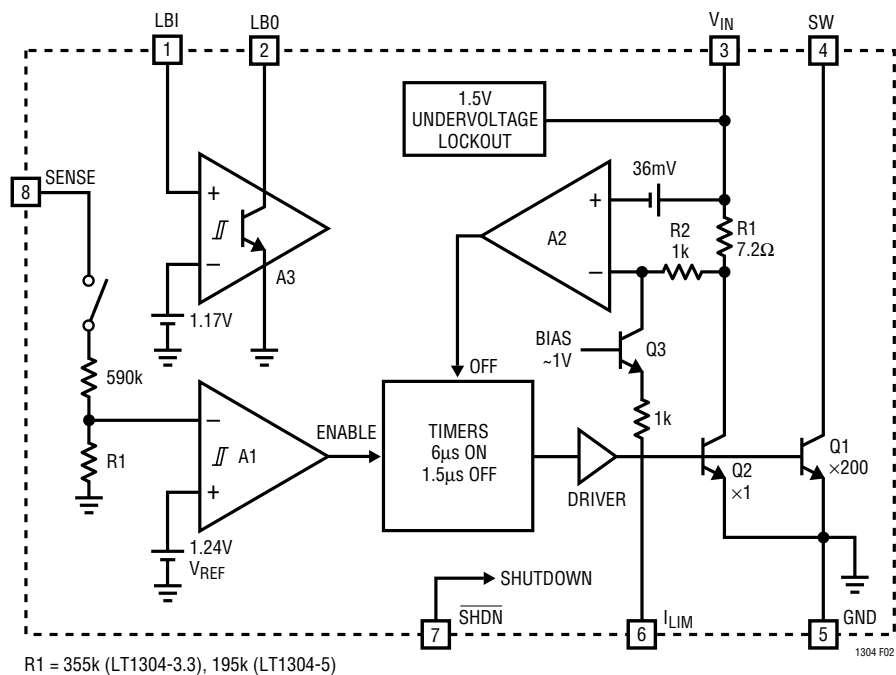 LBI
LB0
VIN
SW
1
2
3
4
1.5V
UNDERVOLTAGE
LOCKOUT
36mV
8
SENSE
+
−
A3
+
−
A2
R2
1k
R1
7.2Ω
1.17V
BIAS
~1V
Q3
590k
OFF
1k
−
+
A1
ENABLE
TIMERS
6µs ON
1.5µs OFF
DRIVER
Q2
×1
Q1
×200
R1
1.24V
VREF
SHUTDOWN
7
SHDN
6
ILIM
5
GND
1304 F02
R1 = 355k (LT1304-3.3), 195k (LT1304-5)